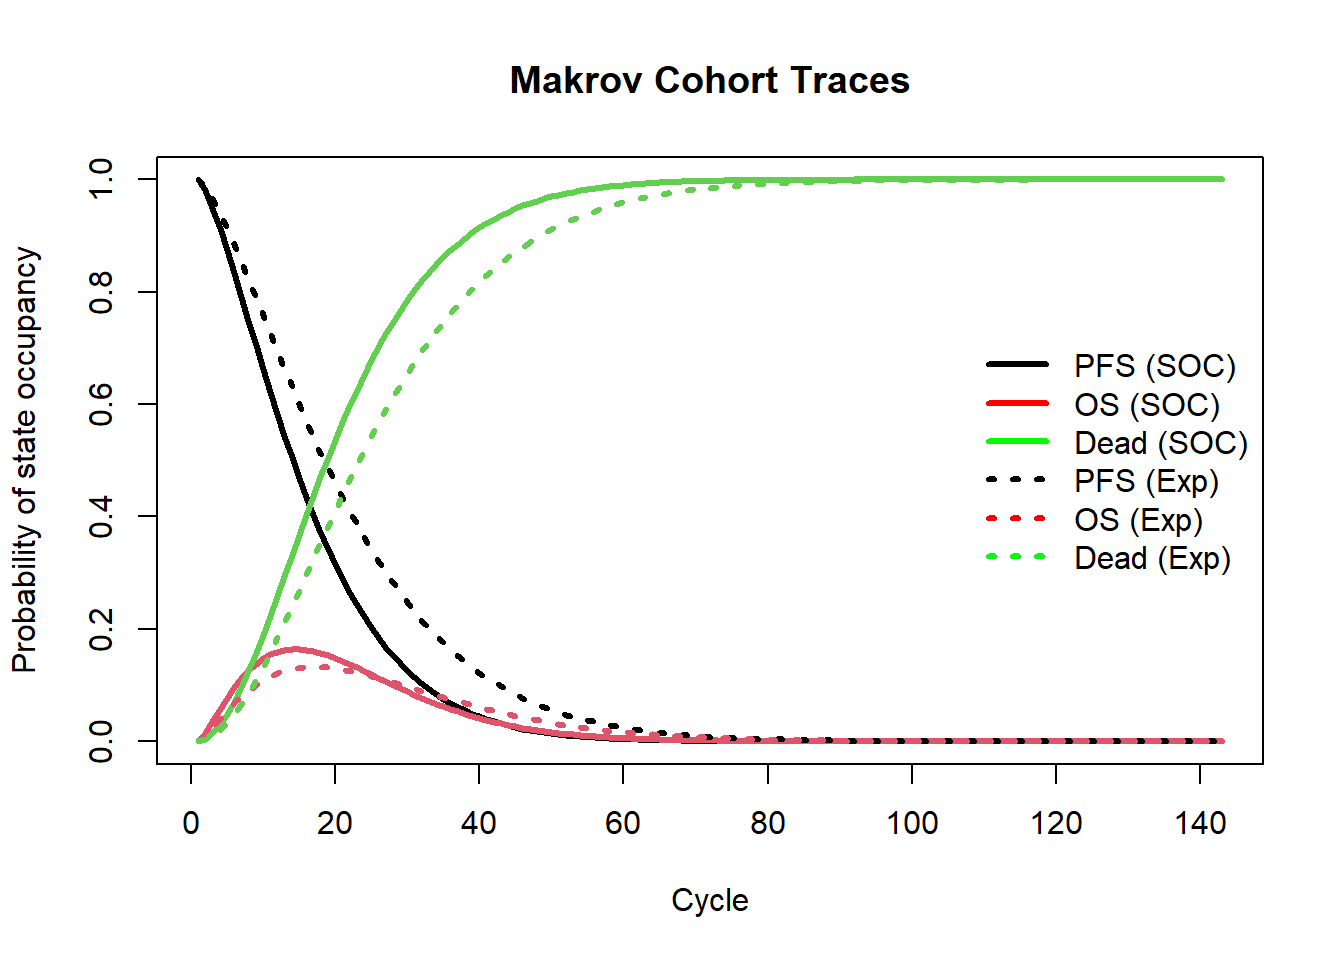 Makrov Cohort Traces
Probability of state occupancy
1.0
0.8
0.6
0.4
0.2
0.0
PFS (SOC)
OS (SOC)
Dead (SOC)
PFS (Exp)
OS (Exp)
Dead (Exp)
0 20 40 60 80 100 120 140
Cycle